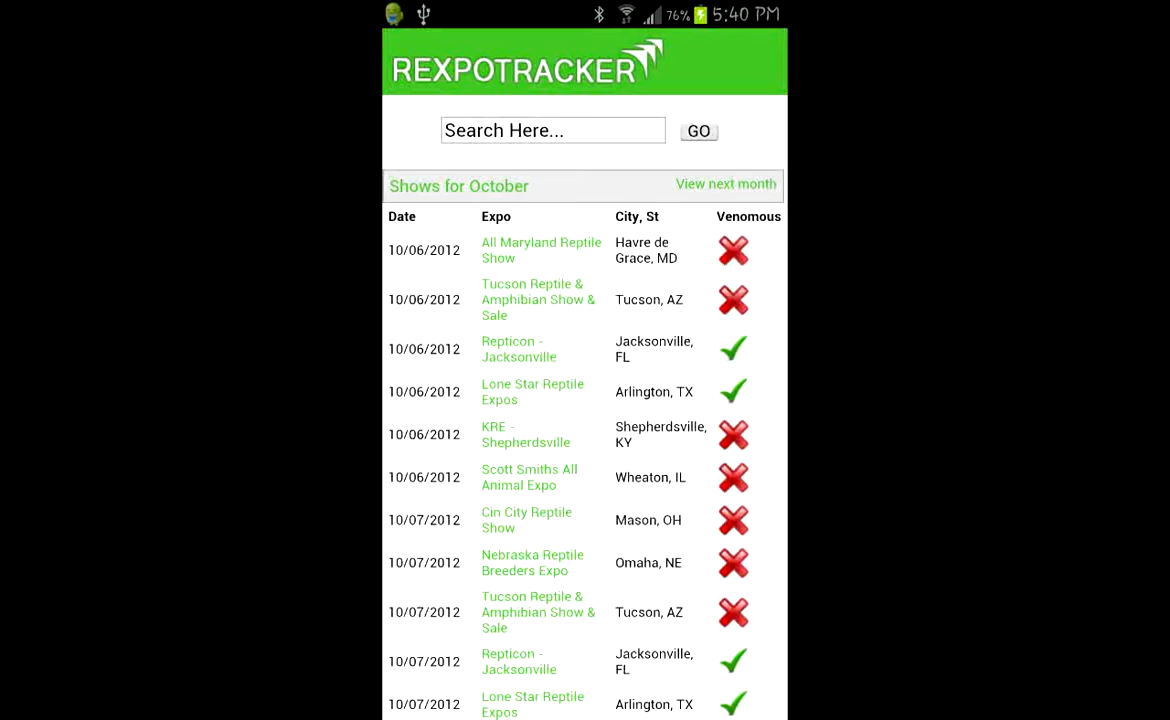 76% 5:40 PM
REXPOTRACKER
Search Here... GO
Shows for October View next month
Date Expo City, St Venomous
10/06/2012 All Maryland Reptile Show Havre de Grace, MD
10/06/2012 Tucson Reptile & Amphibian Show & Sale Tucson, AZ
10/06/2012 Repticon - Jacksonville Jacksonville, FL
10/06/2012 Lone Star Reptile Expos Arlington, TX
10/06/2012 KRE - Shepherdsville Shepherdsville, KY
10/06/2012 Scott Smiths All Animal Expo Wheaton, IL
10/07/2012 Cin City Reptile Show Mason, OH
10/07/2012 Nebraska Reptile Breeders Expo Omaha, NE
10/07/2012 Tucson Reptile & Amphibian Show & Sale Tucson, AZ
10/07/2012 Repticon - Jacksonville Jacksonville, FL
10/07/2012 Lone Star Reptile Expos Arlington, TX